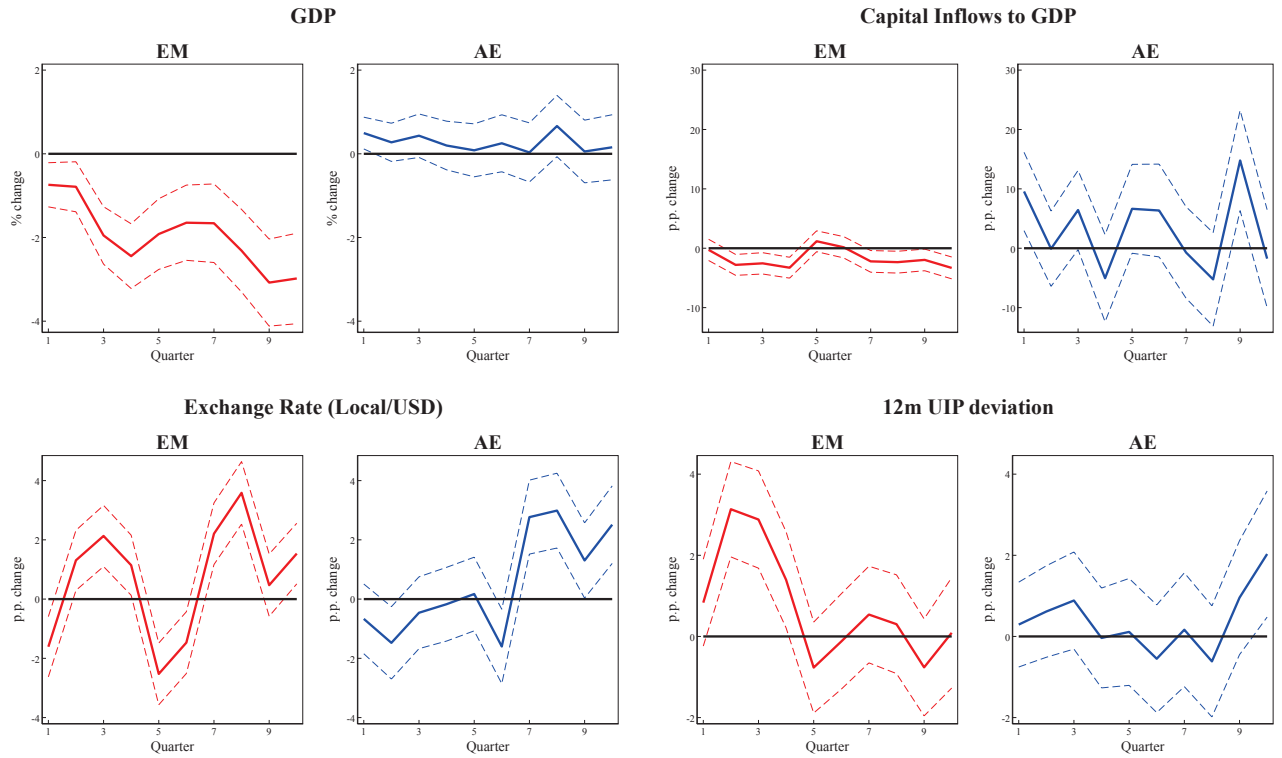 GDP
EM
AE
% change
2
0
-2
-4
1 3 5 7 9
Quarter
% change
2
0
-2
-4
1 3 5 7 9
Quarter
Capital Inflows to GDP
EM
AE
p.p. change
30
20
10
0
-10
1 3 5 7 9
Quarter
p.p. change
30
20
10
0
-10
1 3 5 7 9
Quarter
Exchange Rate (Local/USD)
EM
AE
p.p. change
4
2
0
-2
-4
1 3 5 7 9
Quarter
p.p. change
4
2
0
-2
-4
1 3 5 7 9
Quarter
12m UIP deviation
EM
AE
p.p. change
4
2
0
-2
1 3 5 7 9
Quarter
p.p. change
4
2
0
-2
1 3 5 7 9
Quarter